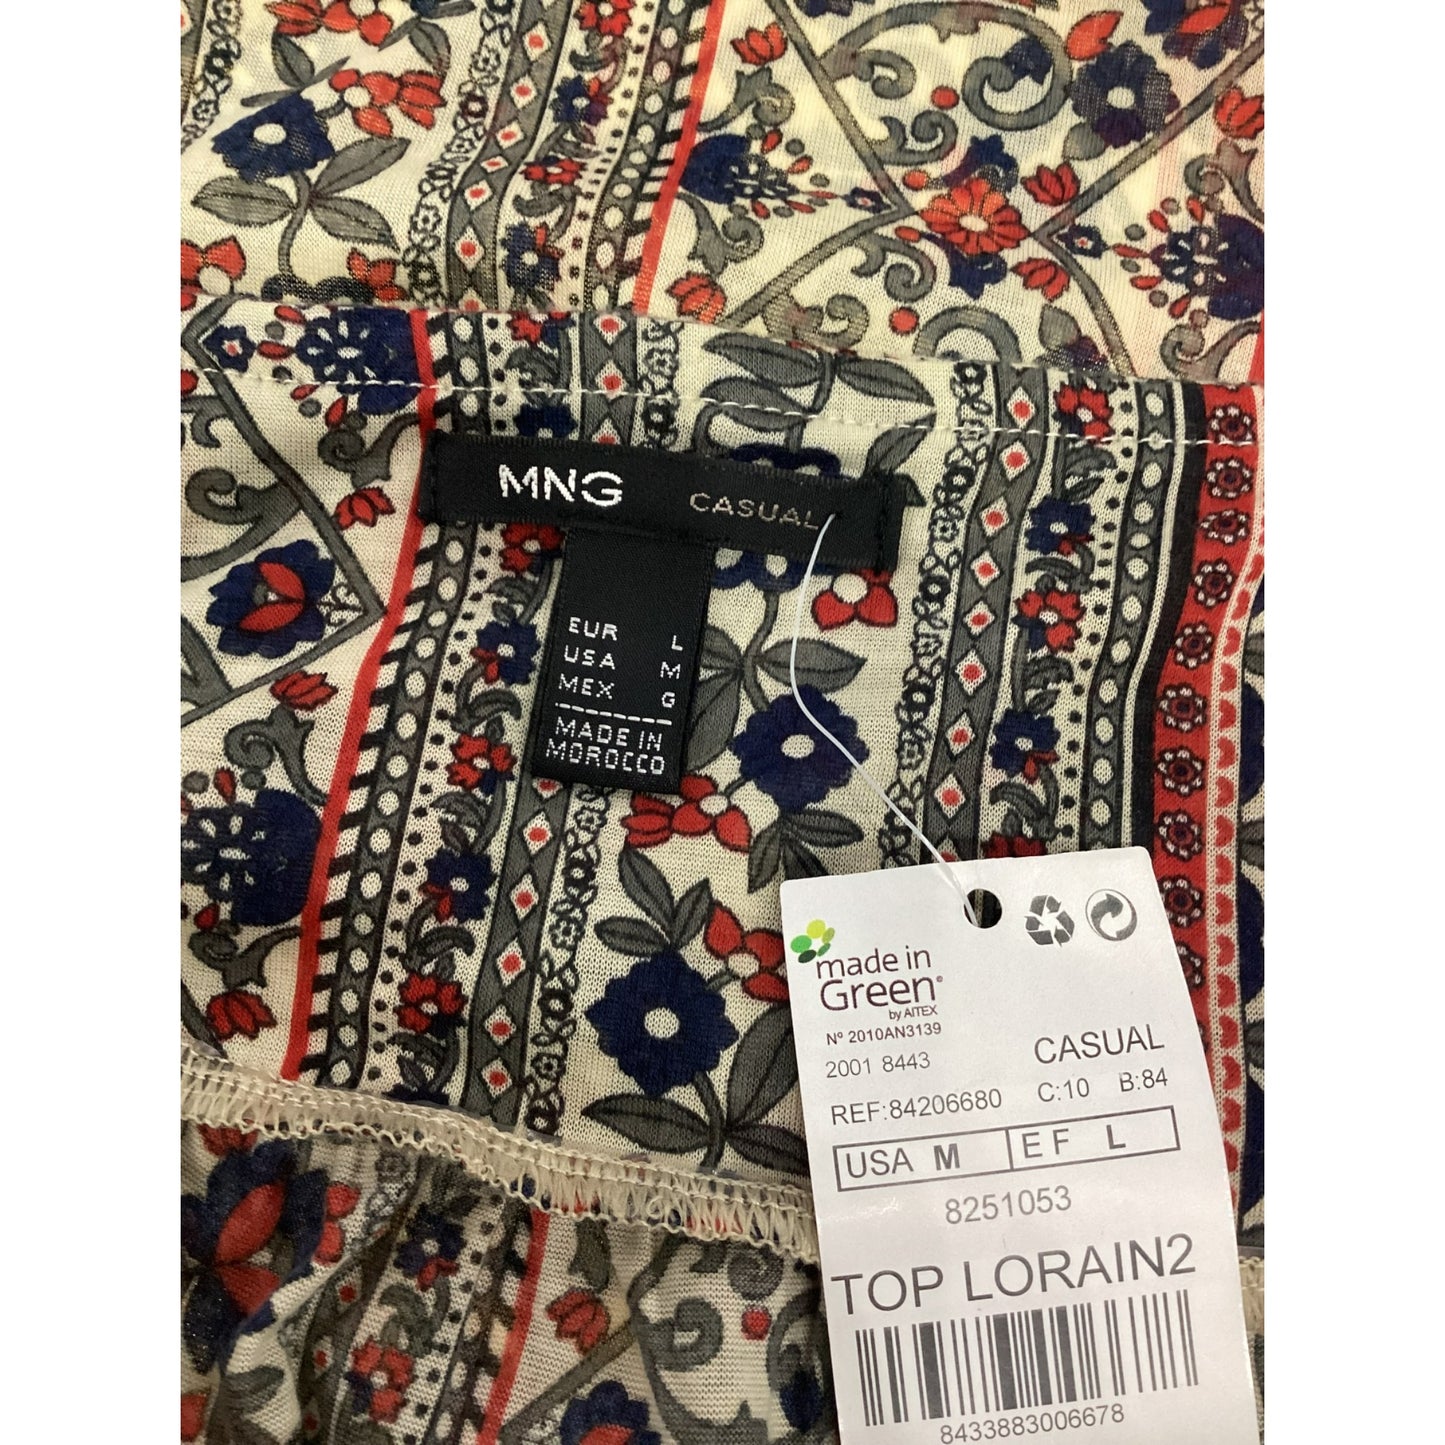 MNG CASUAL
EUR L
USA M
MEX G
MADE IN
MOROCCO
made in
Green®
by AITEX
Nº 2010AN3139
2001 8443 CASUAL
REF:84206680 C:10 B:84
USA M EF L
8251053
TOP LORAIN2
8433883006678